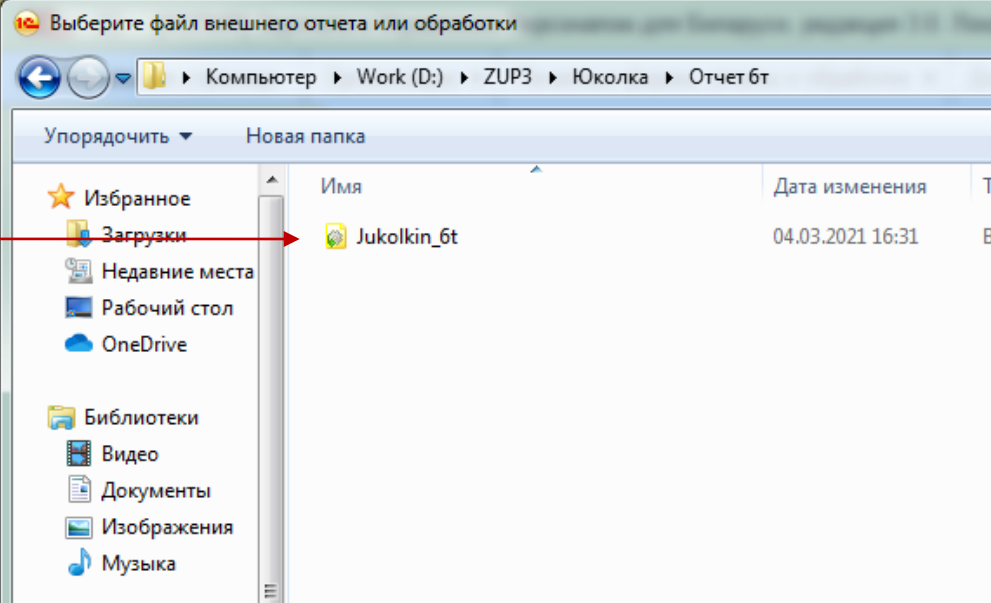 Выберите файл внешнего отчета или обработки
Компьютер Work (D:) ZUP3 Юколка Отчет 6т
Упорядочить Новая папка
Имя Дата изменения
Избранное
Загрузки
Jukolkin_6t 04.03.2021 16:31
Недавние места
Рабочий стол
OneDrive
Библиотеки
Видео
Документы
Изображения
Музыка